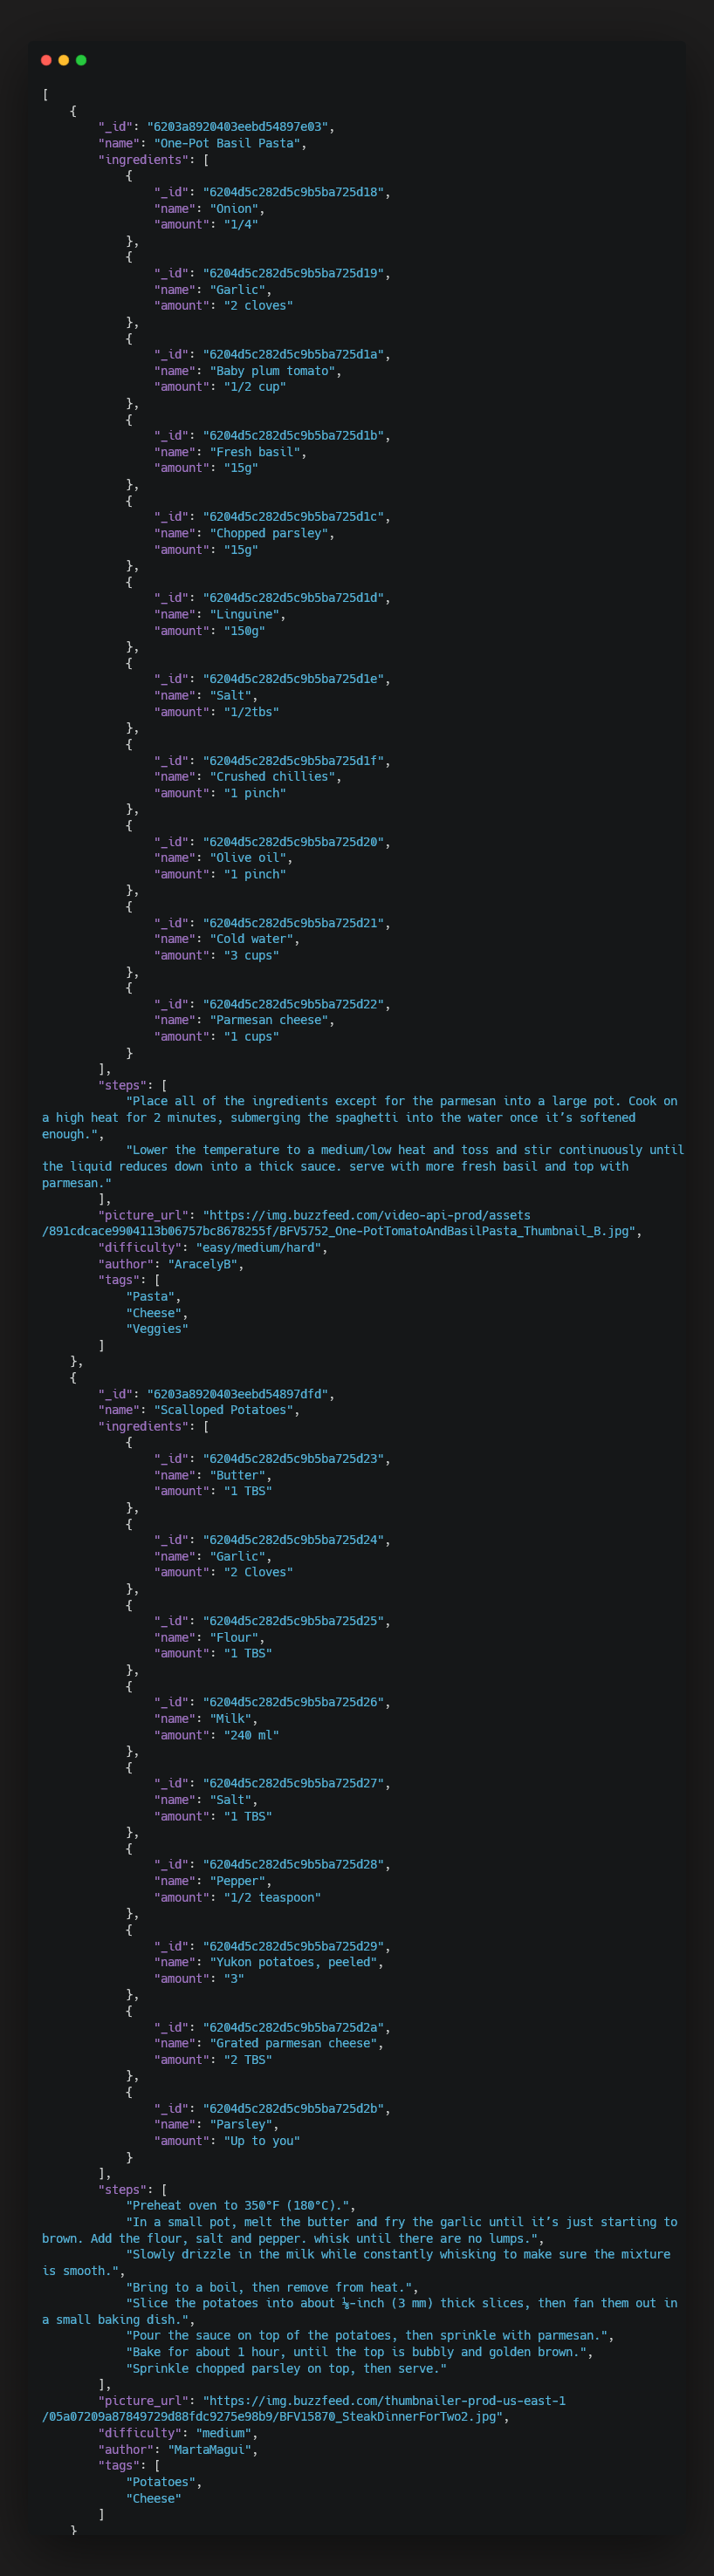 [
    {
        "_id": "6203a8920403eebd54897e03",
        "name": "One-Pot Basil Pasta",
        "ingredients": [
            {
                "_id": "6204d5c282d5c9b5ba725d18",
                "name": "Onion",
                "amount": "1/4"
            },
            {
                "_id": "6204d5c282d5c9b5ba725d19",
                "name": "Garlic",
                "amount": "2 cloves"
            },
            {
                "_id": "6204d5c282d5c9b5ba725d1a",
                "name": "Baby plum tomato",
                "amount": "1/2 cup"
            },
            {
                "_id": "6204d5c282d5c9b5ba725d1b",
                "name": "Fresh basil",
                "amount": "15g"
            },
            {
                "_id": "6204d5c282d5c9b5ba725d1c",
                "name": "Chopped parsley",
                "amount": "15g"
            },
            {
                "_id": "6204d5c282d5c9b5ba725d1d",
                "name": "Linguine",
                "amount": "150g"
            },
            {
                "_id": "6204d5c282d5c9b5ba725d1e",
                "name": "Salt",
                "amount": "1/2tbs"
            },
            {
                "_id": "6204d5c282d5c9b5ba725d1f",
                "name": "Crushed chillies",
                "amount": "1 pinch"
            },
            {
                "_id": "6204d5c282d5c9b5ba725d20",
                "name": "Olive oil",
                "amount": "1 pinch"
            },
            {
                "_id": "6204d5c282d5c9b5ba725d21",
                "name": "Cold water",
                "amount": "3 cups"
            },
            {
                "_id": "6204d5c282d5c9b5ba725d22",
                "name": "Parmesan cheese",
                "amount": "1 cups"
            }
        ],
        "steps": [
            "Place all of the ingredients except for the parmesan into a large pot. Cook on
a high heat for 2 minutes, submerging the spaghetti into the water once it’s softened
enough.",
            "Lower the temperature to a medium/low heat and toss and stir continuously until
the liquid reduces down into a thick sauce. serve with more fresh basil and top with
parmesan."
        ],
        "picture_url": "https://img.buzzfeed.com/video-api-prod/assets
/891cdcace9904113b06757bc8678255f/BFV5752_One-PotTomatoAndBasilPasta_Thumbnail_B.jpg",
        "difficulty": "easy/medium/hard",
        "author": "AracelyB",
        "tags": [
            "Pasta",
            "Cheese",
            "Veggies"
        ]
    },
    {
        "_id": "6203a8920403eebd54897dfd",
        "name": "Scalloped Potatoes",
        "ingredients": [
            {
                "_id": "6204d5c282d5c9b5ba725d23",
                "name": "Butter",
                "amount": "1 TBS"
            },
            {
                "_id": "6204d5c282d5c9b5ba725d24",
                "name": "Garlic",
                "amount": "2 Cloves"
            },
            {
                "_id": "6204d5c282d5c9b5ba725d25",
                "name": "Flour",
                "amount": "1 TBS"
            },
            {
                "_id": "6204d5c282d5c9b5ba725d26",
                "name": "Milk",
                "amount": "240 ml"
            },
            {
                "_id": "6204d5c282d5c9b5ba725d27",
                "name": "Salt",
                "amount": "1 TBS"
            },
            {
                "_id": "6204d5c282d5c9b5ba725d28",
                "name": "Pepper",
                "amount": "1/2 teaspoon"
            },
            {
                "_id": "6204d5c282d5c9b5ba725d29",
                "name": "Yukon potatoes, peeled",
                "amount": "3"
            },
            {
                "_id": "6204d5c282d5c9b5ba725d2a",
                "name": "Grated parmesan cheese",
                "amount": "2 TBS"
            },
            {
                "_id": "6204d5c282d5c9b5ba725d2b",
                "name": "Parsley",
                "amount": "Up to you"
            }
        ],
        "steps": [
            "Preheat oven to 350°F (180°C).",
            "In a small pot, melt the butter and fry the garlic until it’s just starting to
brown. Add the flour, salt and pepper. whisk until there are no lumps.",
            "Slowly drizzle in the milk while constantly whisking to make sure the mixture
is smooth.",
            "Bring to a boil, then remove from heat.",
            "Slice the potatoes into about ⅛-inch (3 mm) thick slices, then fan them out in
a small baking dish.",
            "Pour the sauce on top of the potatoes, then sprinkle with parmesan.",
            "Bake for about 1 hour, until the top is bubbly and golden brown.",
            "Sprinkle chopped parsley on top, then serve."
        ],
        "picture_url": "https://img.buzzfeed.com/thumbnailer-prod-us-east-1
/05a07209a87849729d88fdc9275e98b9/BFV15870_SteakDinnerForTwo2.jpg",
        "difficulty": "medium",
        "author": "MartaMagui",
        "tags": [
            "Potatoes",
            "Cheese"
        ]
    }